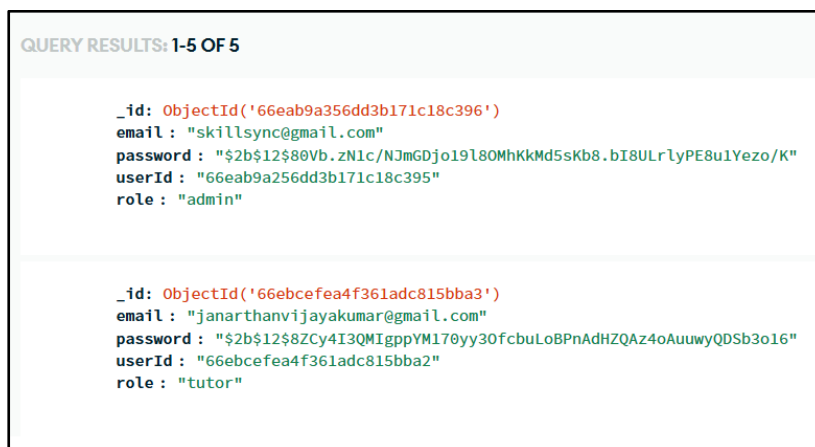 QUERY RESULTS: 1-5 OF 5
_id: ObjectId('66eab9a356dd3b171c18c396')
email : "skillsync@gmail.com"
password : "$2b$12$80Vb.zN1c/NJmGDjo19l8OMhKkMd5sKb8.bI8ULrlyPE8u1Yezo/K"
userId : "66eab9a256dd3b171c18c395"
role : "admin"
_id: ObjectId('66ebcefea4f361adc815bba3')
email : "janarthanvijayakumar@gmail.com"
password : "$2b$12$8ZCy4I3QMIgppYM170yy3OfcbuLoBPnAdHZQAz4oAuuwyQDSb3o16"
userId : "66ebcefea4f361adc815bba2"
role : "tutor"